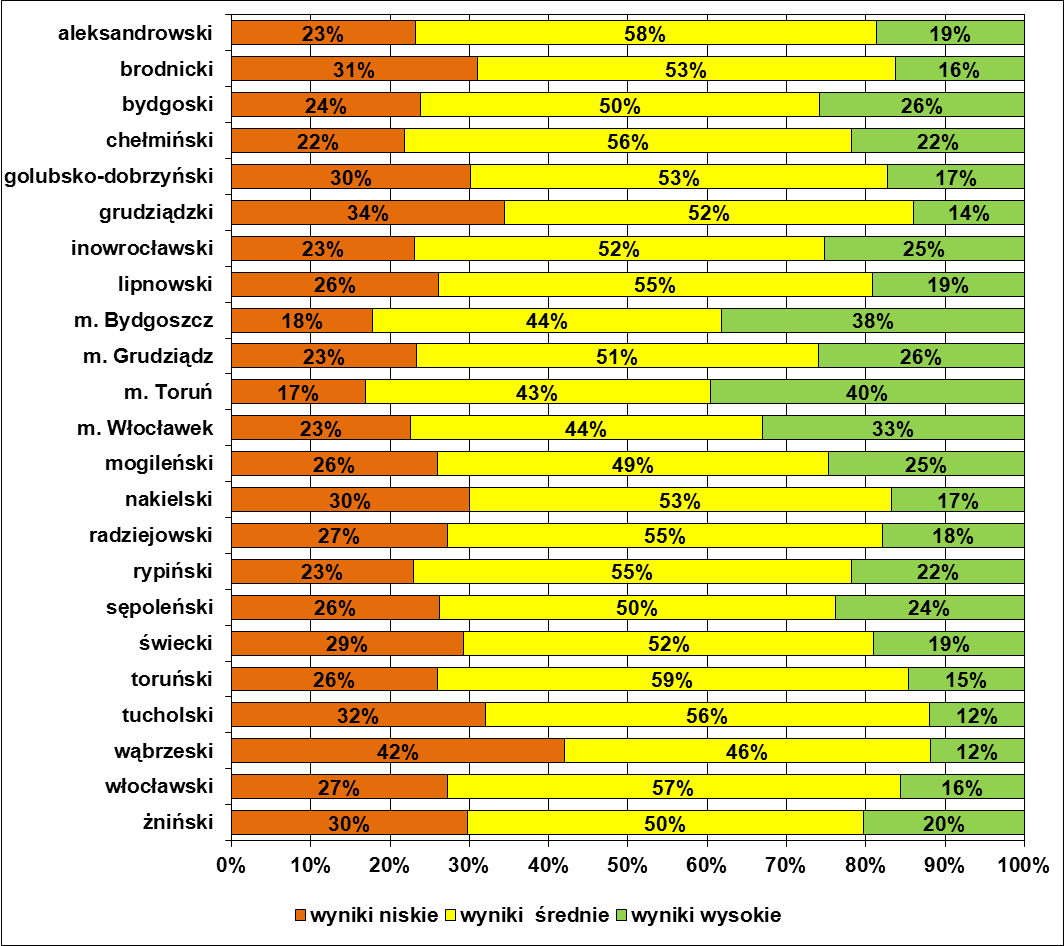 aleksandrowski 23% 58% 19%
brodnicki 31% 53% 16%
bydgoski 24% 50% 26%
chełmiński 22% 56% 22%
golubsko-dobrzyński 30% 53% 17%
grudziądzki 34% 52% 14%
inowrocławski 23% 52% 25%
lipnowski 26% 55% 19%
m. Bydgoszcz 18% 44% 38%
m. Grudziądz 23% 51% 26%
m. Toruń 17% 43% 40%
m. Włocławek 23% 44% 33%
mogileński 26% 49% 25%
nakielski 30% 53% 17%
radziejowski 27% 55% 18%
rypiński 23% 55% 22%
sępoleński 26% 50% 24%
świecki 29% 52% 19%
toruński 26% 59% 15%
tucholski 32% 56% 12%
wąbrzeski 42% 46% 12%
włocławski 27% 57% 16%
żniński 30% 50% 20%
0% 10% 20% 30% 40% 50% 60% 70% 80% 90% 100%
wyniki niskie wyniki średnie wyniki wysokie